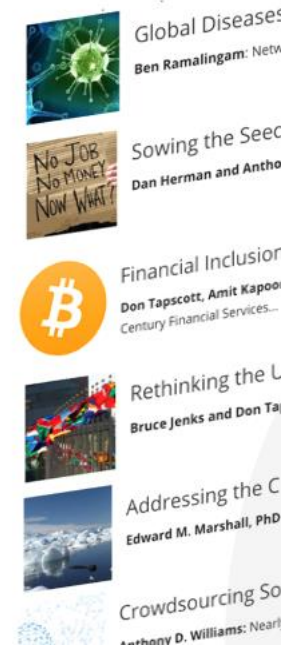 Global Diseases
Ben Ramalingam: Netw
NO JOB
NO MONEY
NOW WHAT?
Sowing the Seed
Dan Herman and Antho
Financial Inclusion
Don Tapscott, Amit Kapoor
Century Financial Services...
Rethinking the U
Bruce Jenks and Don Tap
Addressing the C
Edward M. Marshall, PhD
Crowdsourcing So
Anthony D. Williams: Nearl